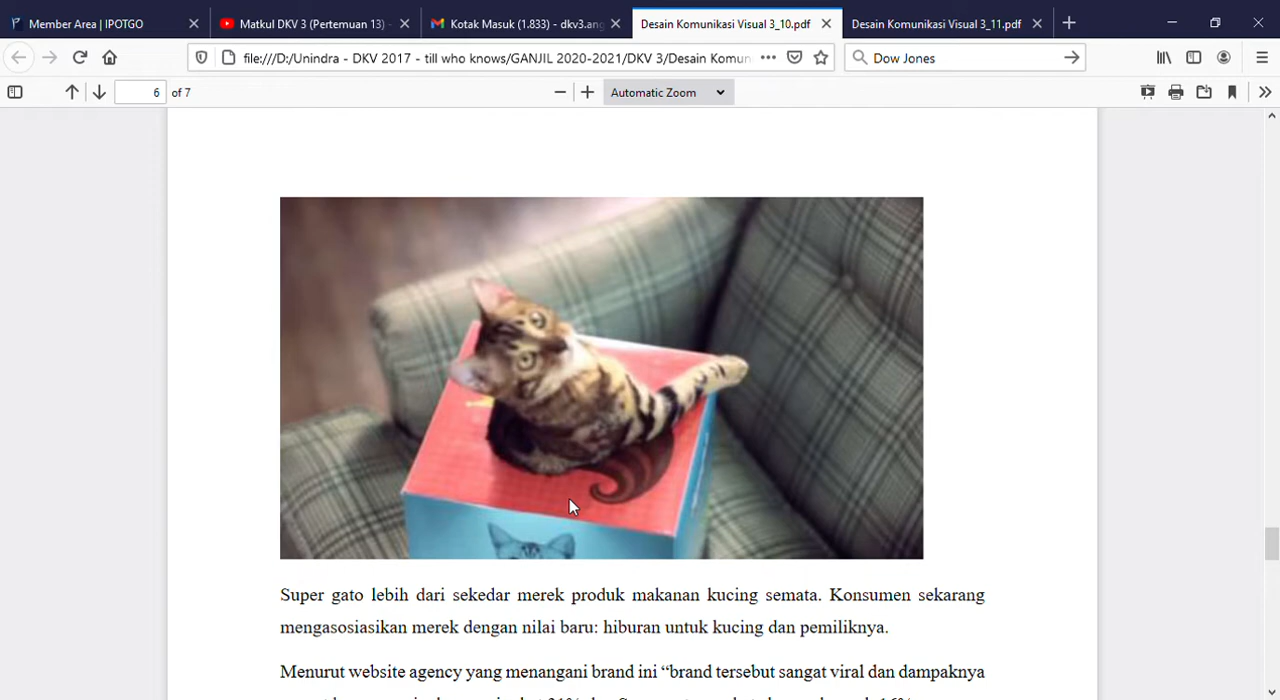 Member Area | IPOTGO
Matkul DKV 3 (Pertemuan 13) -
Kotak Masuk (1.833) - dkv3.ang
Desain Komunikasi Visual 3_10.pdf
Desain Komunikasi Visual 3_11.pdf
file:///D:/Unindra - DKV 2017 - till who knows/GANJIL 2020-2021/DKV 3/Desain Komun
Dow Jones
6 of 7
Automatic Zoom
Super gato lebih dari sekedar merek produk makanan kucing semata. Konsumen sekarang
mengasosiasikan merek dengan nilai baru: hiburan untuk kucing dan pemiliknya.
Menurut website agency yang menangani brand ini “brand tersebut sangat viral dan dampaknya